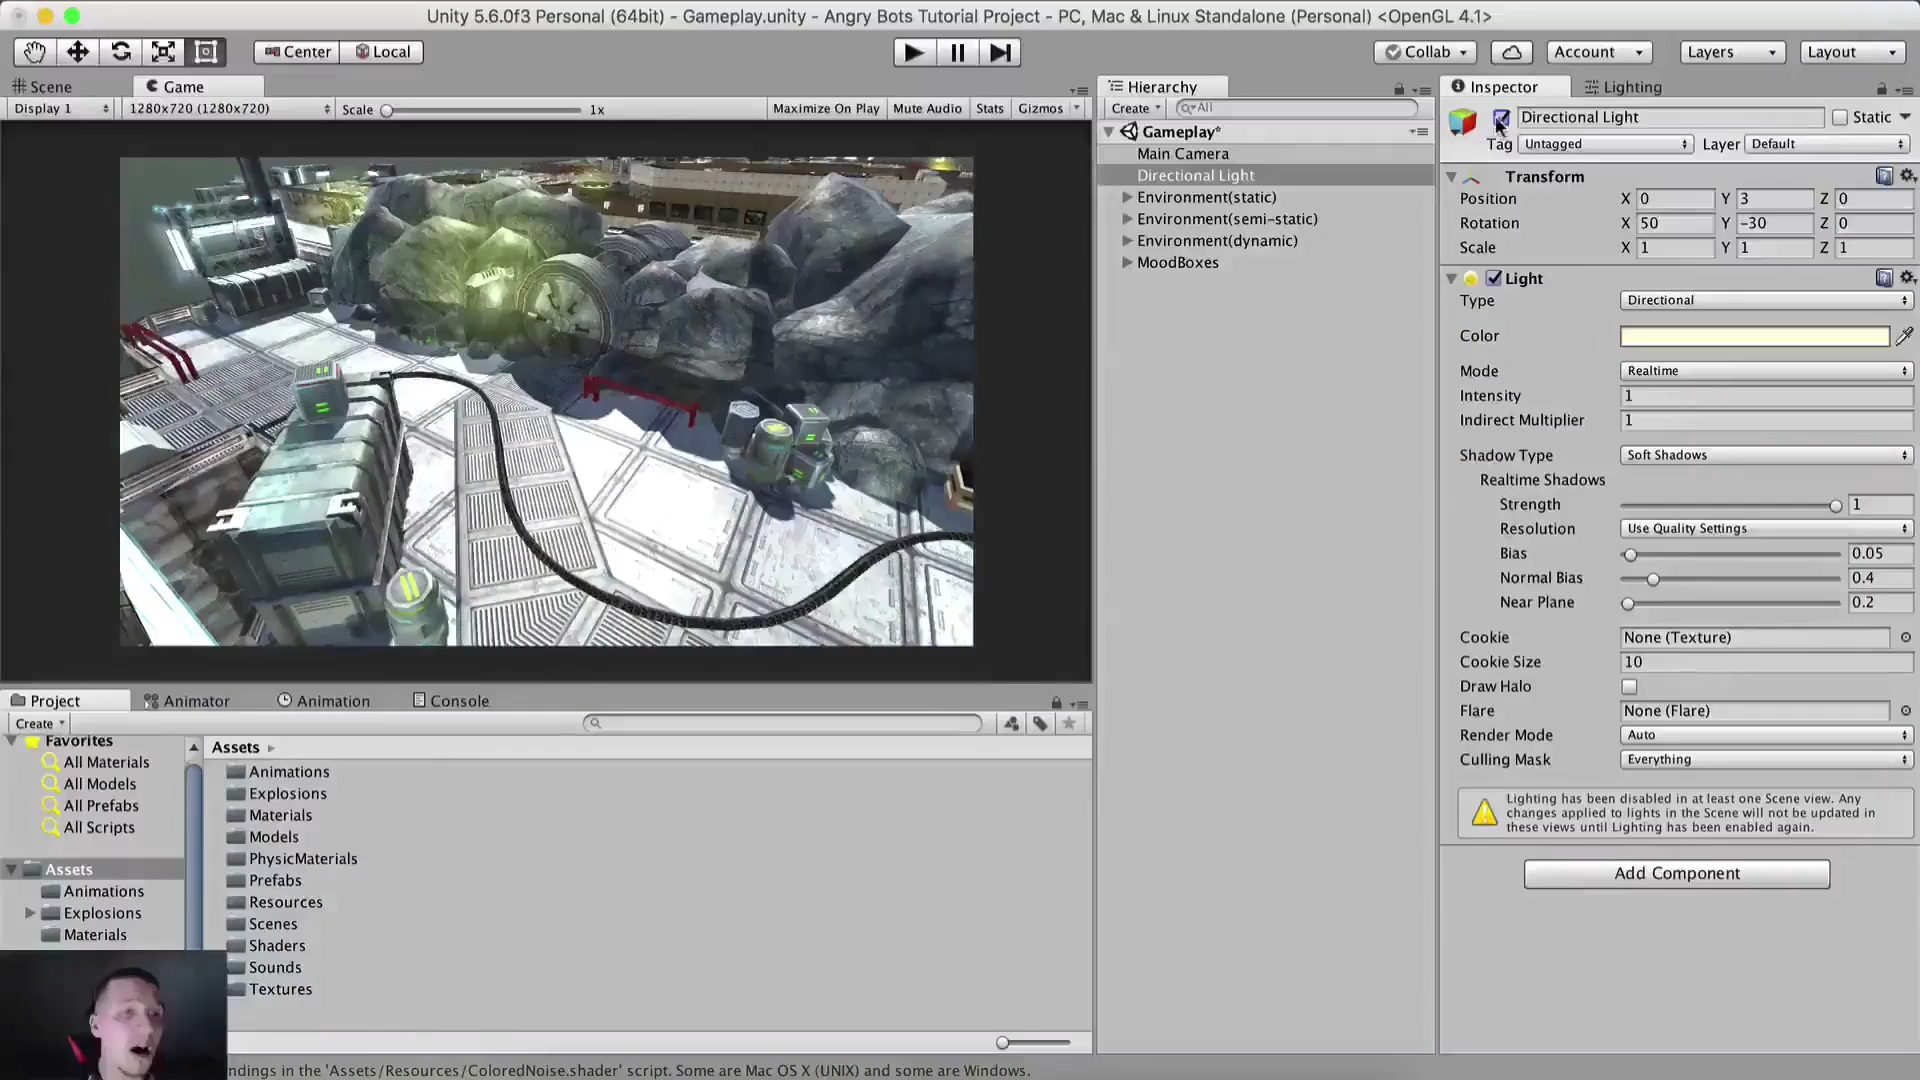 Unity 5.6.0f3 Personal (64bit) - Gameplay.unity - Angry Bots Tutorial Project - PC, Mac & Linux Standalone (Personal) <OpenGL 4.1>
Center Local Collab Account Layers Layout
Scene Game
Display 1 1280x720 (1280x720) Scale 1x Maximize On Play Mute Audio Stats Gizmos
Hierarchy
Create All
Gameplay*
Main Camera
Directional Light
Environment(static)
Environment(semi-static)
Environment(dynamic)
MoodBoxes
Inspector Lighting
Directional Light Static
Tag Untagged Layer Default
Transform
Position X 0 Y 3 Z 0
Rotation X 50 Y -30 Z 0
Scale X 1 Y 1 Z 1
Light
Type Directional
Color
Mode Realtime
Intensity 1
Indirect Multiplier 1
Shadow Type Soft Shadows
Realtime Shadows
Strength 1
Resolution Use Quality Settings
Bias 0.05
Normal Bias 0.4
Near Plane 0.2
Cookie None (Texture)
Cookie Size 10
Draw Halo
Flare None (Flare)
Render Mode Auto
Culling Mask Everything
Lighting has been disabled in at least one Scene view. Any
changes applied to lights in the Scene will not be updated in
these views until Lighting has been enabled again.
Add Component
Project Animator Animation Console
Create
Favorites
All Materials
All Models
All Prefabs
All Scripts
Assets
Animations
Explosions
Materials
Assets
Animations
Explosions
Materials
Models
PhysicMaterials
Prefabs
Resources
Scenes
Shaders
Sounds
Textures
ndings in the 'Assets/Resources/ColoredNoise.shader' script. Some are Mac OS X (UNIX) and some are Windows.